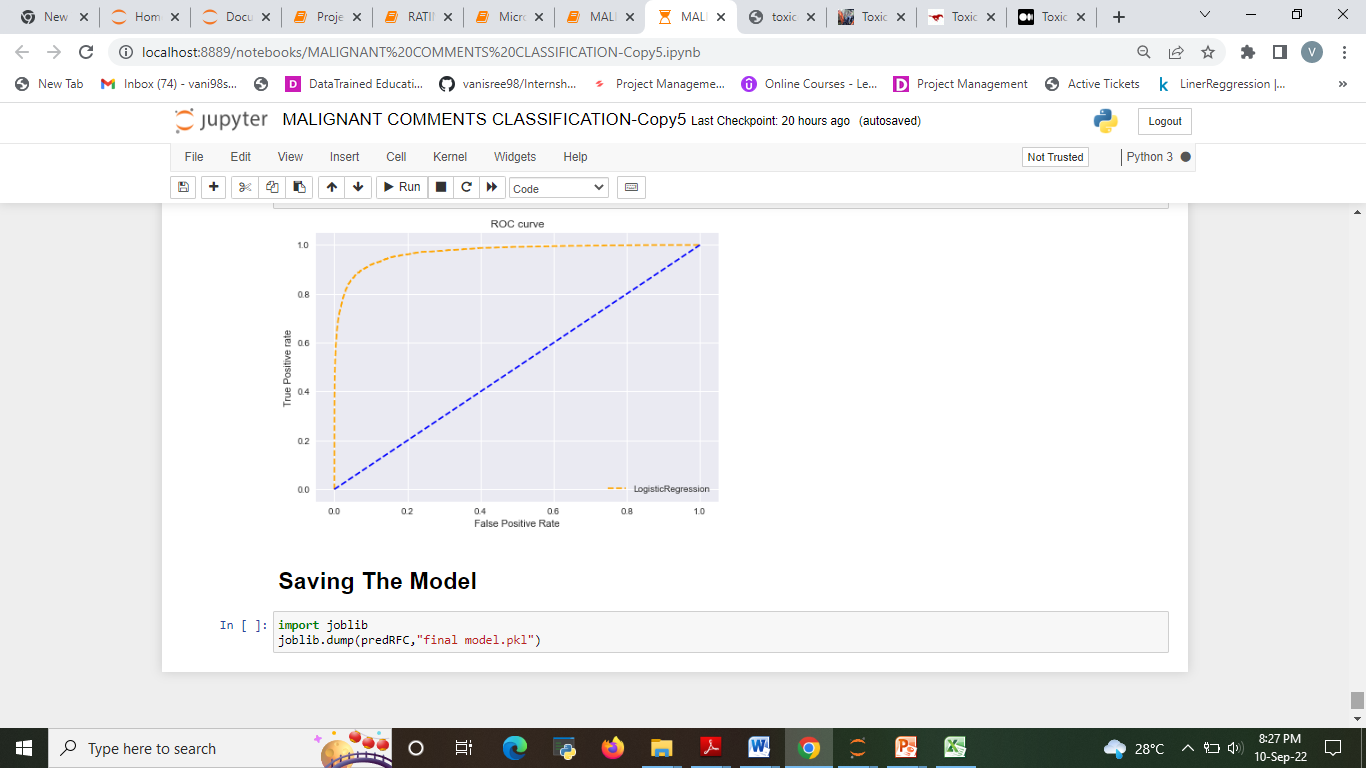 New
Hom
Docu
Proje
RATI
Micr
MALI
MALI
toxic
Toxic
Toxic
Toxic
localhost:8889/notebooks/MALIGNANT%20COMMENTS%20CLASSIFICATION-Copy5.ipynb
V
New Tab
Inbox (74) - vani98s...
D DataTrained Educati...
vanisree98/Internsh...
Project Manageme...
Online Courses - Le...
D Project Management
Active Tickets
k LinerReggression |...
»
jupyter MALIGNANT COMMENTS CLASSIFICATION-Copy5 Last Checkpoint: 20 hours ago (autosaved)
Logout
File Edit View Insert Cell Kernel Widgets Help
Not Trusted
Python 3
Run
Code
ROC curve
1.0
0.8
0.6
0.4
0.2
0.0
True Positive rate
LogisticRegression
0.0 0.2 0.4 0.6 0.8 1.0
False Positive Rate
Saving The Model
In [ ]: import joblib
joblib.dump(predRFC,"final model.pkl")
Type here to search
28°C
8:27 PM
10-Sep-22